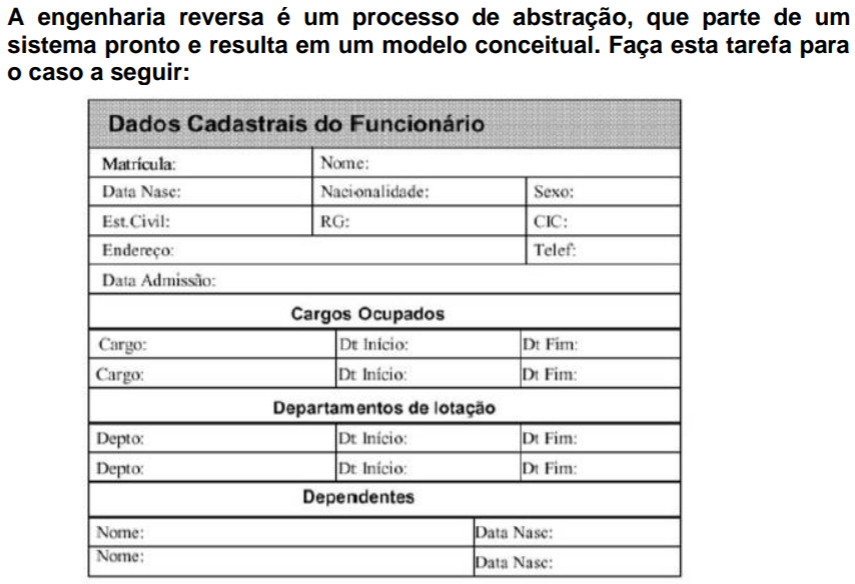 A engenharia reversa é um processo de abstração, que parte de um
sistema pronto e resulta em um modelo conceitual. Faça esta tarefa para
o caso a seguir:
Dados Cadastrais do Funcionário
Matrícula: Nome:
Data Nasc: Nacionalidade: Sexo:
Est.Civil: RG: CIC:
Endereço: Telef:
Data Admissão:
Cargos Ocupados
Cargo: Dt Início: Dt Fim:
Cargo: Dt Início: Dt Fim:
Departamentos de lotação
Depto: Dt Início: Dt Fim:
Depto: Dt Início: Dt Fim:
Dependentes
Nome: Data Nasc:
Nome: Data Nasc: